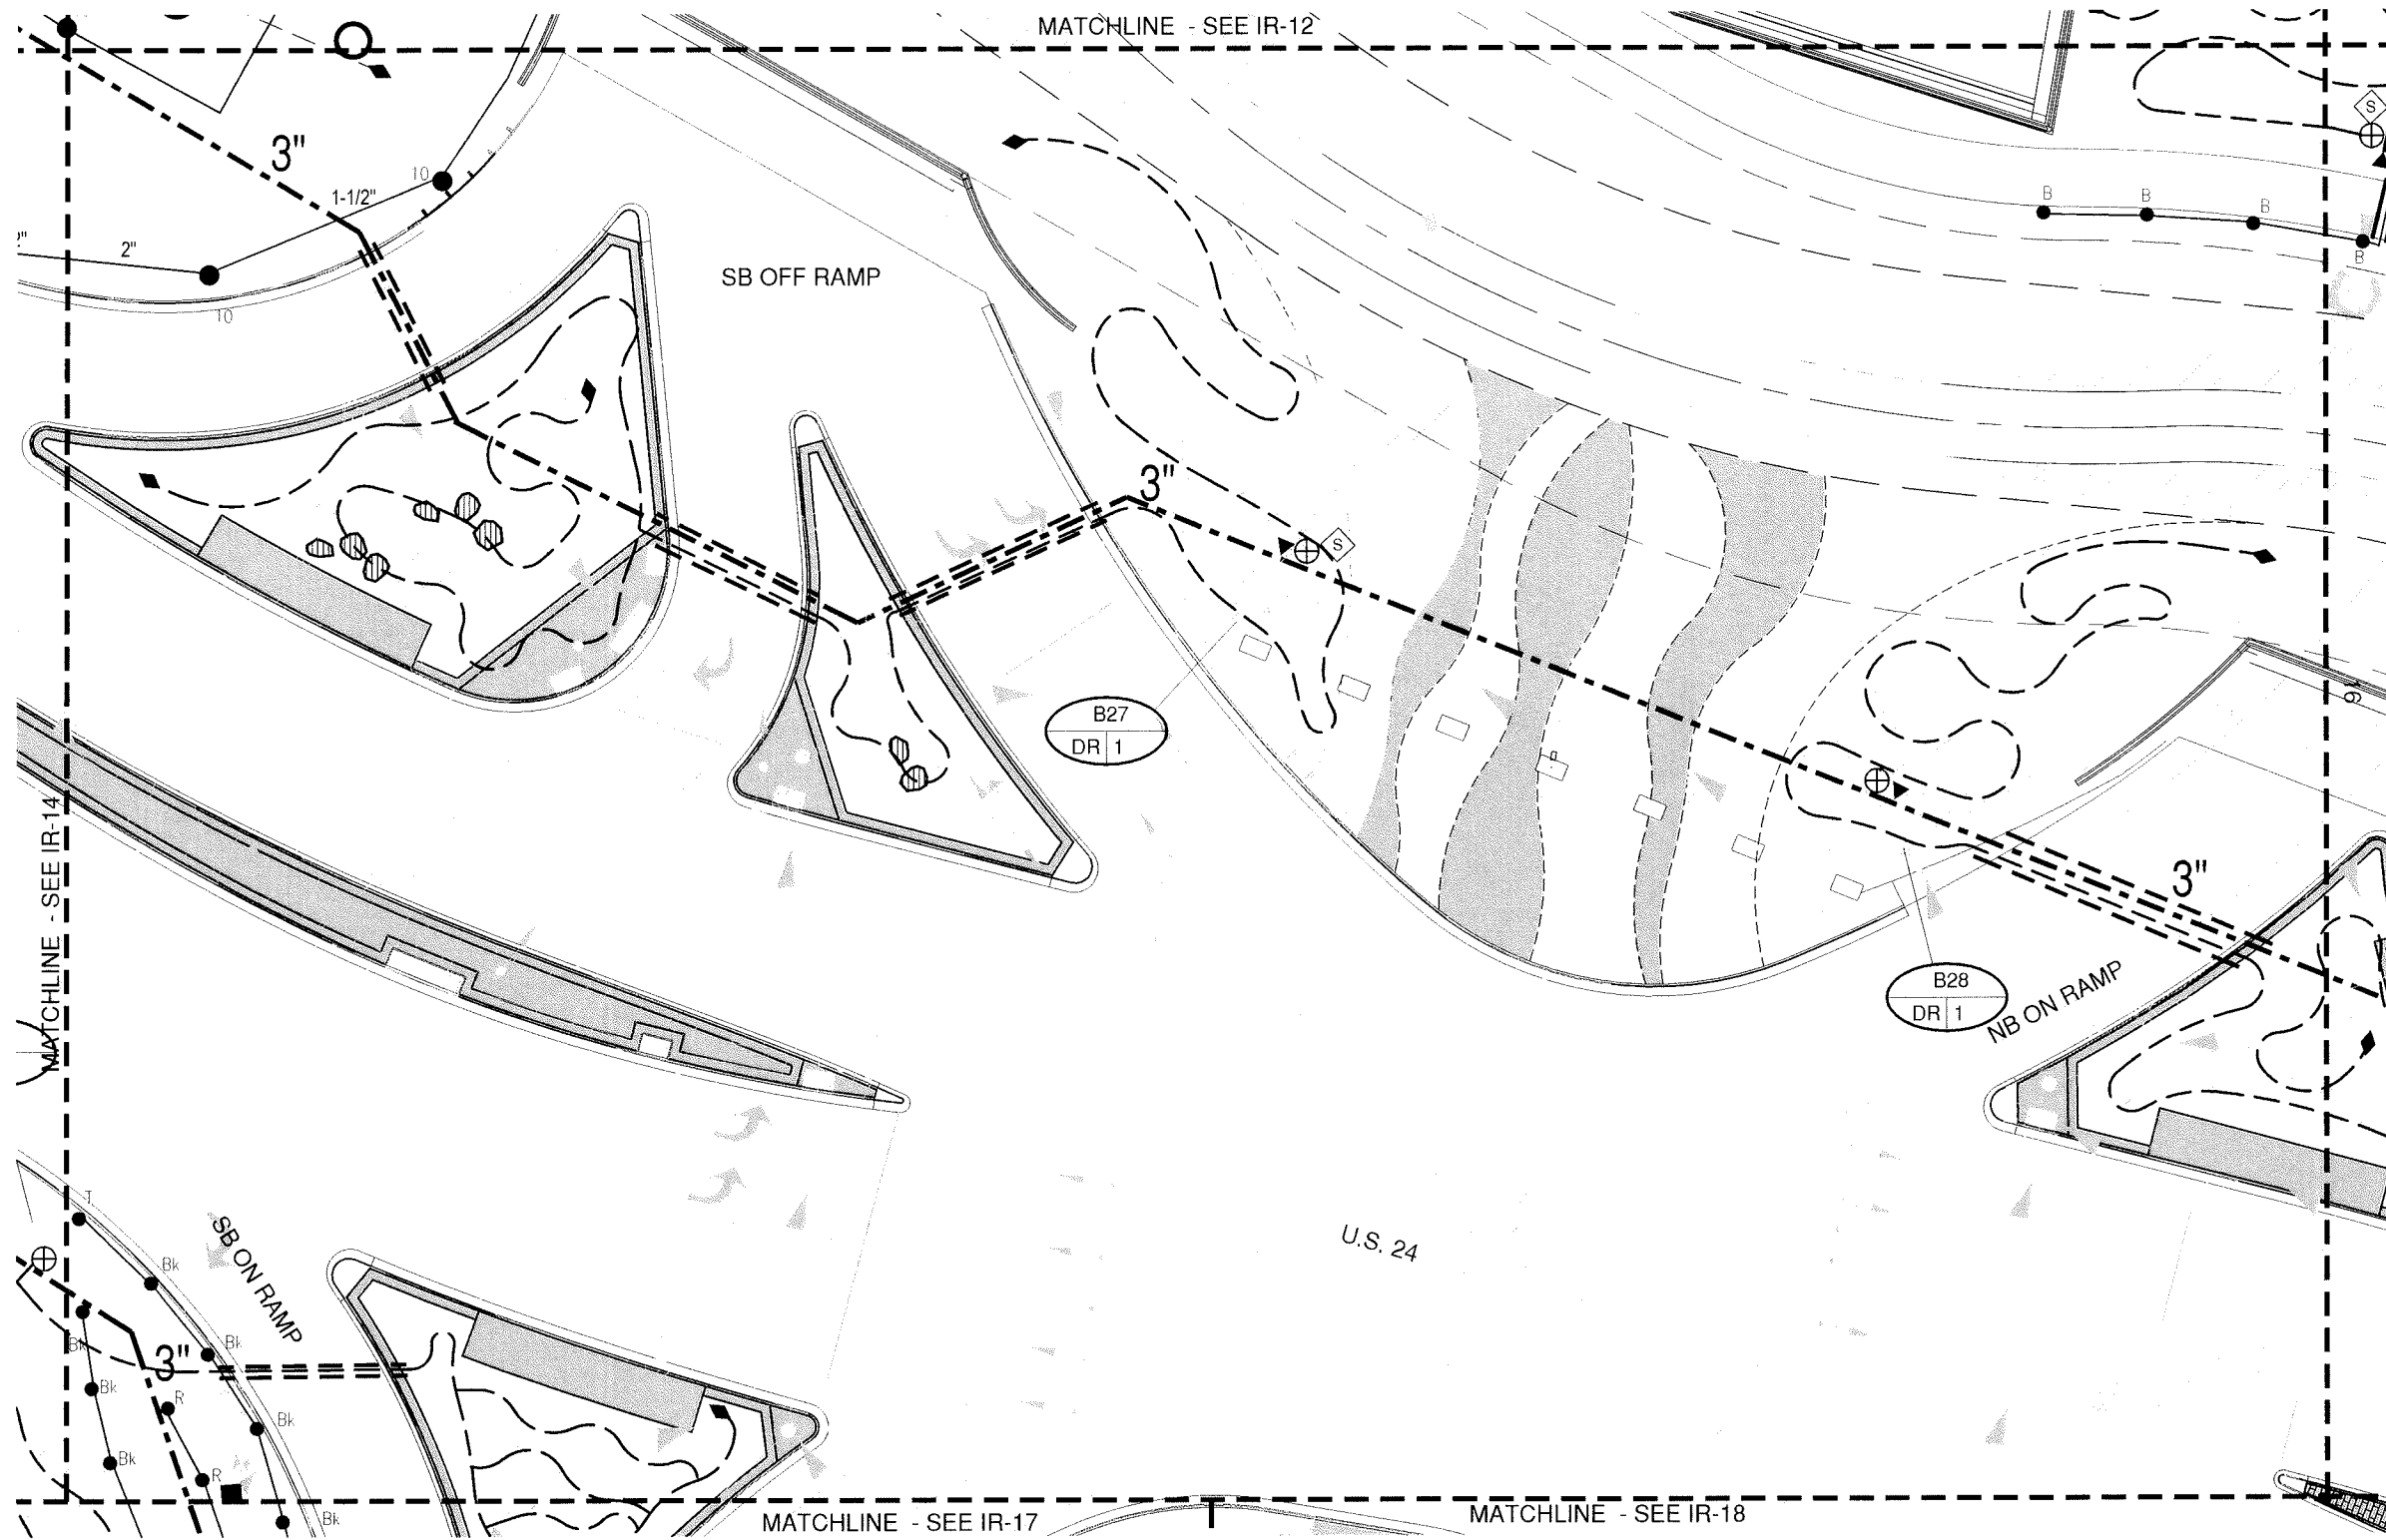 MATCHLINE - SEE IR-12
S
3"
10
1-1/2"
B
B
B
B
2"
10
SB OFF RAMP
3"
S
16
B27
DR 1
3"
B28
DR 1
NB ON RAMP
MATCHLINE - SEE IR-14
T
SB ON RAMP
Bk
U.S. 24
Bk
Bk
3"
Bk
R
Bk
Bk
R
Bk
MATCHLINE - SEE IR-17
MATCHLINE - SEE IR-18